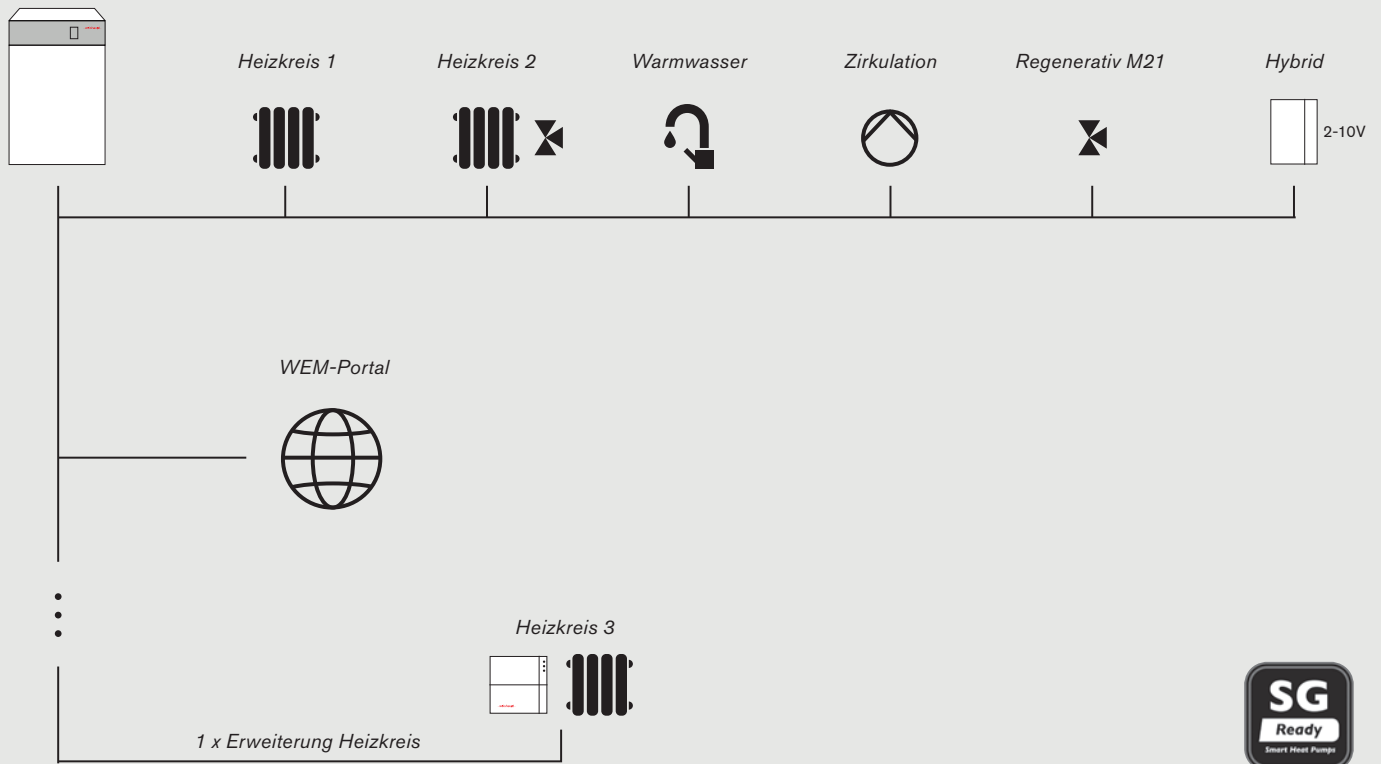 Heizkreis 1
Heizkreis 2
Warmwasser
Zirkulation
Regenerativ M21
Hybrid
2-10V
WEM-Portal
Heizkreis 3
1 x Erweiterung Heizkreis
SG
Ready
Smart Heat Pumps